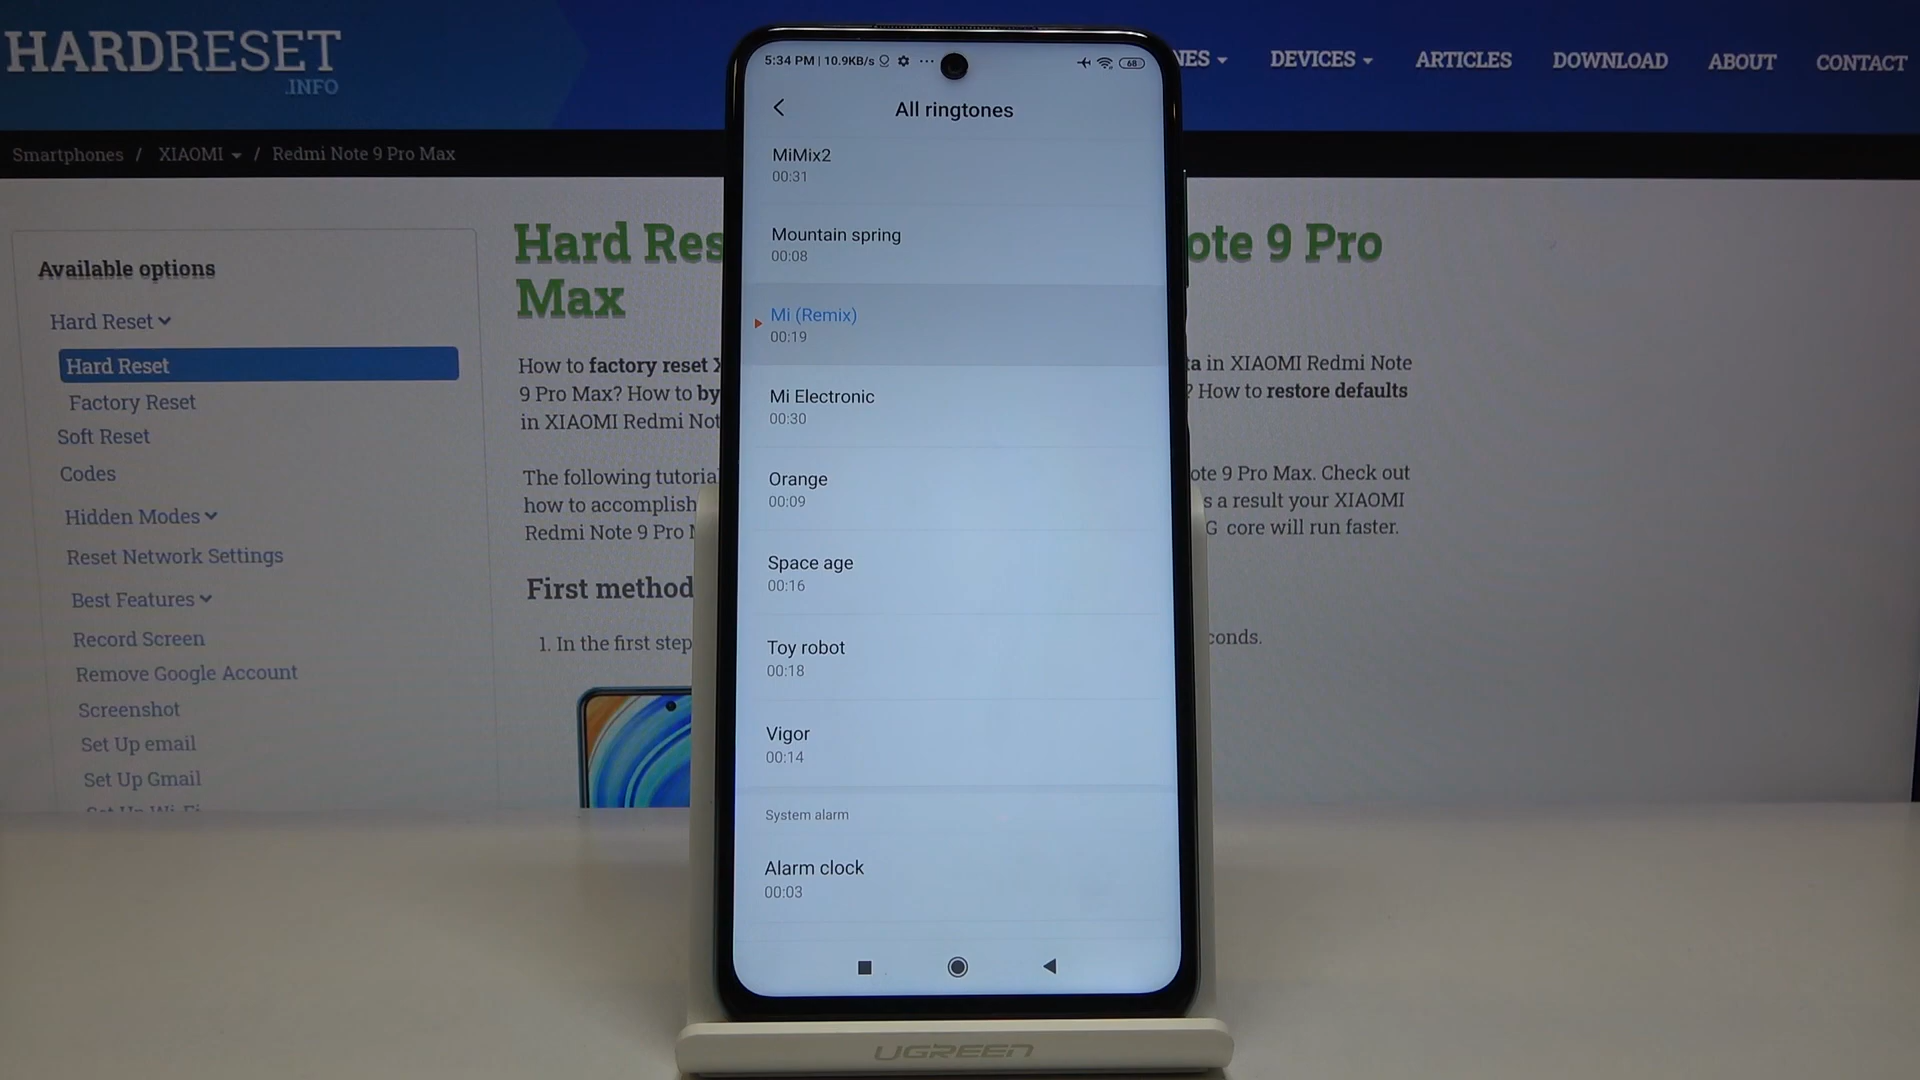 HARDRESET
.INFO
DEVICES
ARTICLES
DOWNLOAD
ABOUT
CONTACT
Smartphones / XIAOMI / Redmi Note 9 Pro Max
Available options
Hard Reset
Hard Reset
Factory Reset
Soft Reset
Codes
Hidden Modes
Reset Network Settings
Best Features
Record Screen
Remove Google Account
Screenshot
Set Up email
Set Up Gmail
Set Up Wi-Fi
Hard Res
ote 9 Pro
Max
How to factory reset X
in XIAOMI Redmi Note
9 Pro Max? How to by
? How to restore defaults
in XIAOMI Redmi Not
The following tutoria
ote 9 Pro Max. Check out
how to accomplish
s a result your XIAOMI
Redmi Note 9 Pro
G core will run faster.
First method
1. In the first step
conds.
5:34 PM | 10.9KB/s
68
All ringtones
MiMix2
00:31
Mountain spring
00:08
Mi (Remix)
00:19
Mi Electronic
00:30
Orange
00:09
Space age
00:16
Toy robot
00:18
Vigor
00:14
System alarm
Alarm clock
00:03
UGREEN